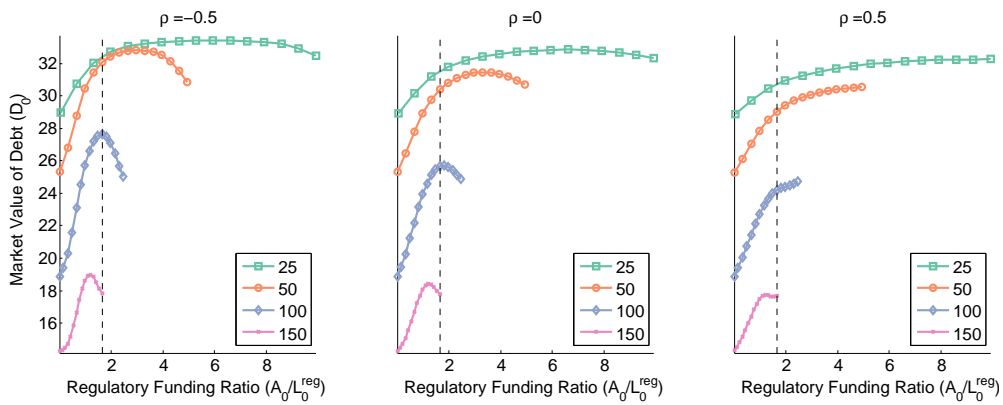 ρ =−0.5
ρ =0
ρ =0.5
Market Value of Debt (D0)
32
30
28
26
24
22
20
18
16
25
50
100
150
0 2 4 6 8
Regulatory Funding Ratio (A0/L0reg)
25
50
100
150
0 2 4 6 8
Regulatory Funding Ratio (A0/L0reg)
25
50
100
150
0 2 4 6 8
Regulatory Funding Ratio (A0/L0reg)